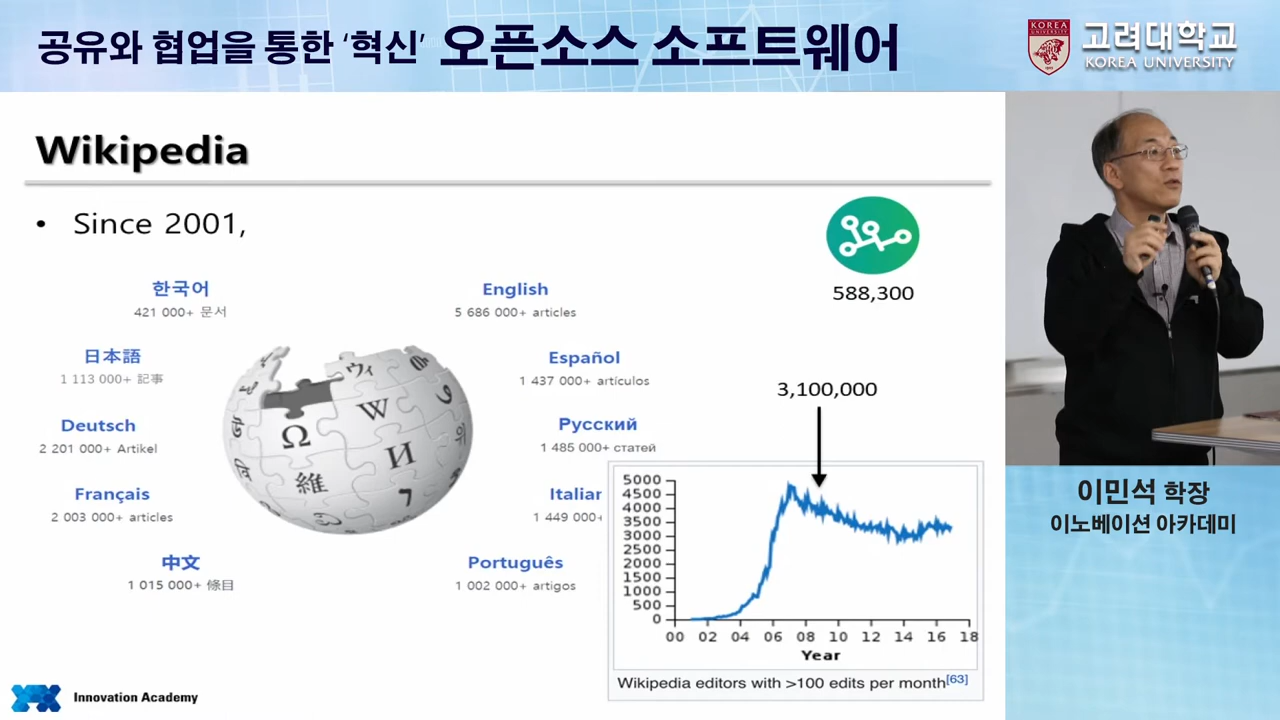 공유와 협업을 통한 ‘혁신’ 오픈소스 소프트웨어
KOREA
UNIVERSITY
고려대학교
KOREA UNIVERSITY
Wikipedia
• Since 2001,
588,300
한국어
421 000+ 문서
English
5 686 000+ articles
日本語
1 113 000+ 記事
Español
1 437 000+ artículos
Deutsch
2 201 000+ Artikel
Русский
1 485 000+ статей
Français
2 003 000+ articles
Italian
1 449 000+
中文
1 015 000+ 條目
Português
1 002 000+ artigos
ウィ
W
Ω
И
維
위
7
3,100,000
5000
4500
4000
3500
3000
2500
2000
1500
1000
500
0
00 02 04 06 08 10 12 14 16 18
Year
Wikipedia editors with >100 edits per month[63]
이민석 학장
이노베이션 아카데미
Innovation Academy